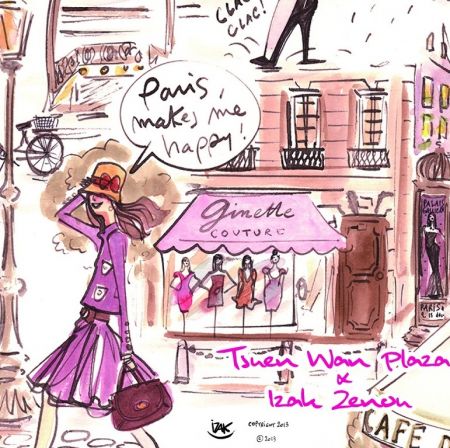 CLAC
CLAC!
Paris,
makes me
happy!
Ginette
COUTURE
PALAIS
PARIS
Tsuen Wan Plaza
x
Izak Zenou
IZAK
COPYRIGHT 2013
© 2013
CAFE D